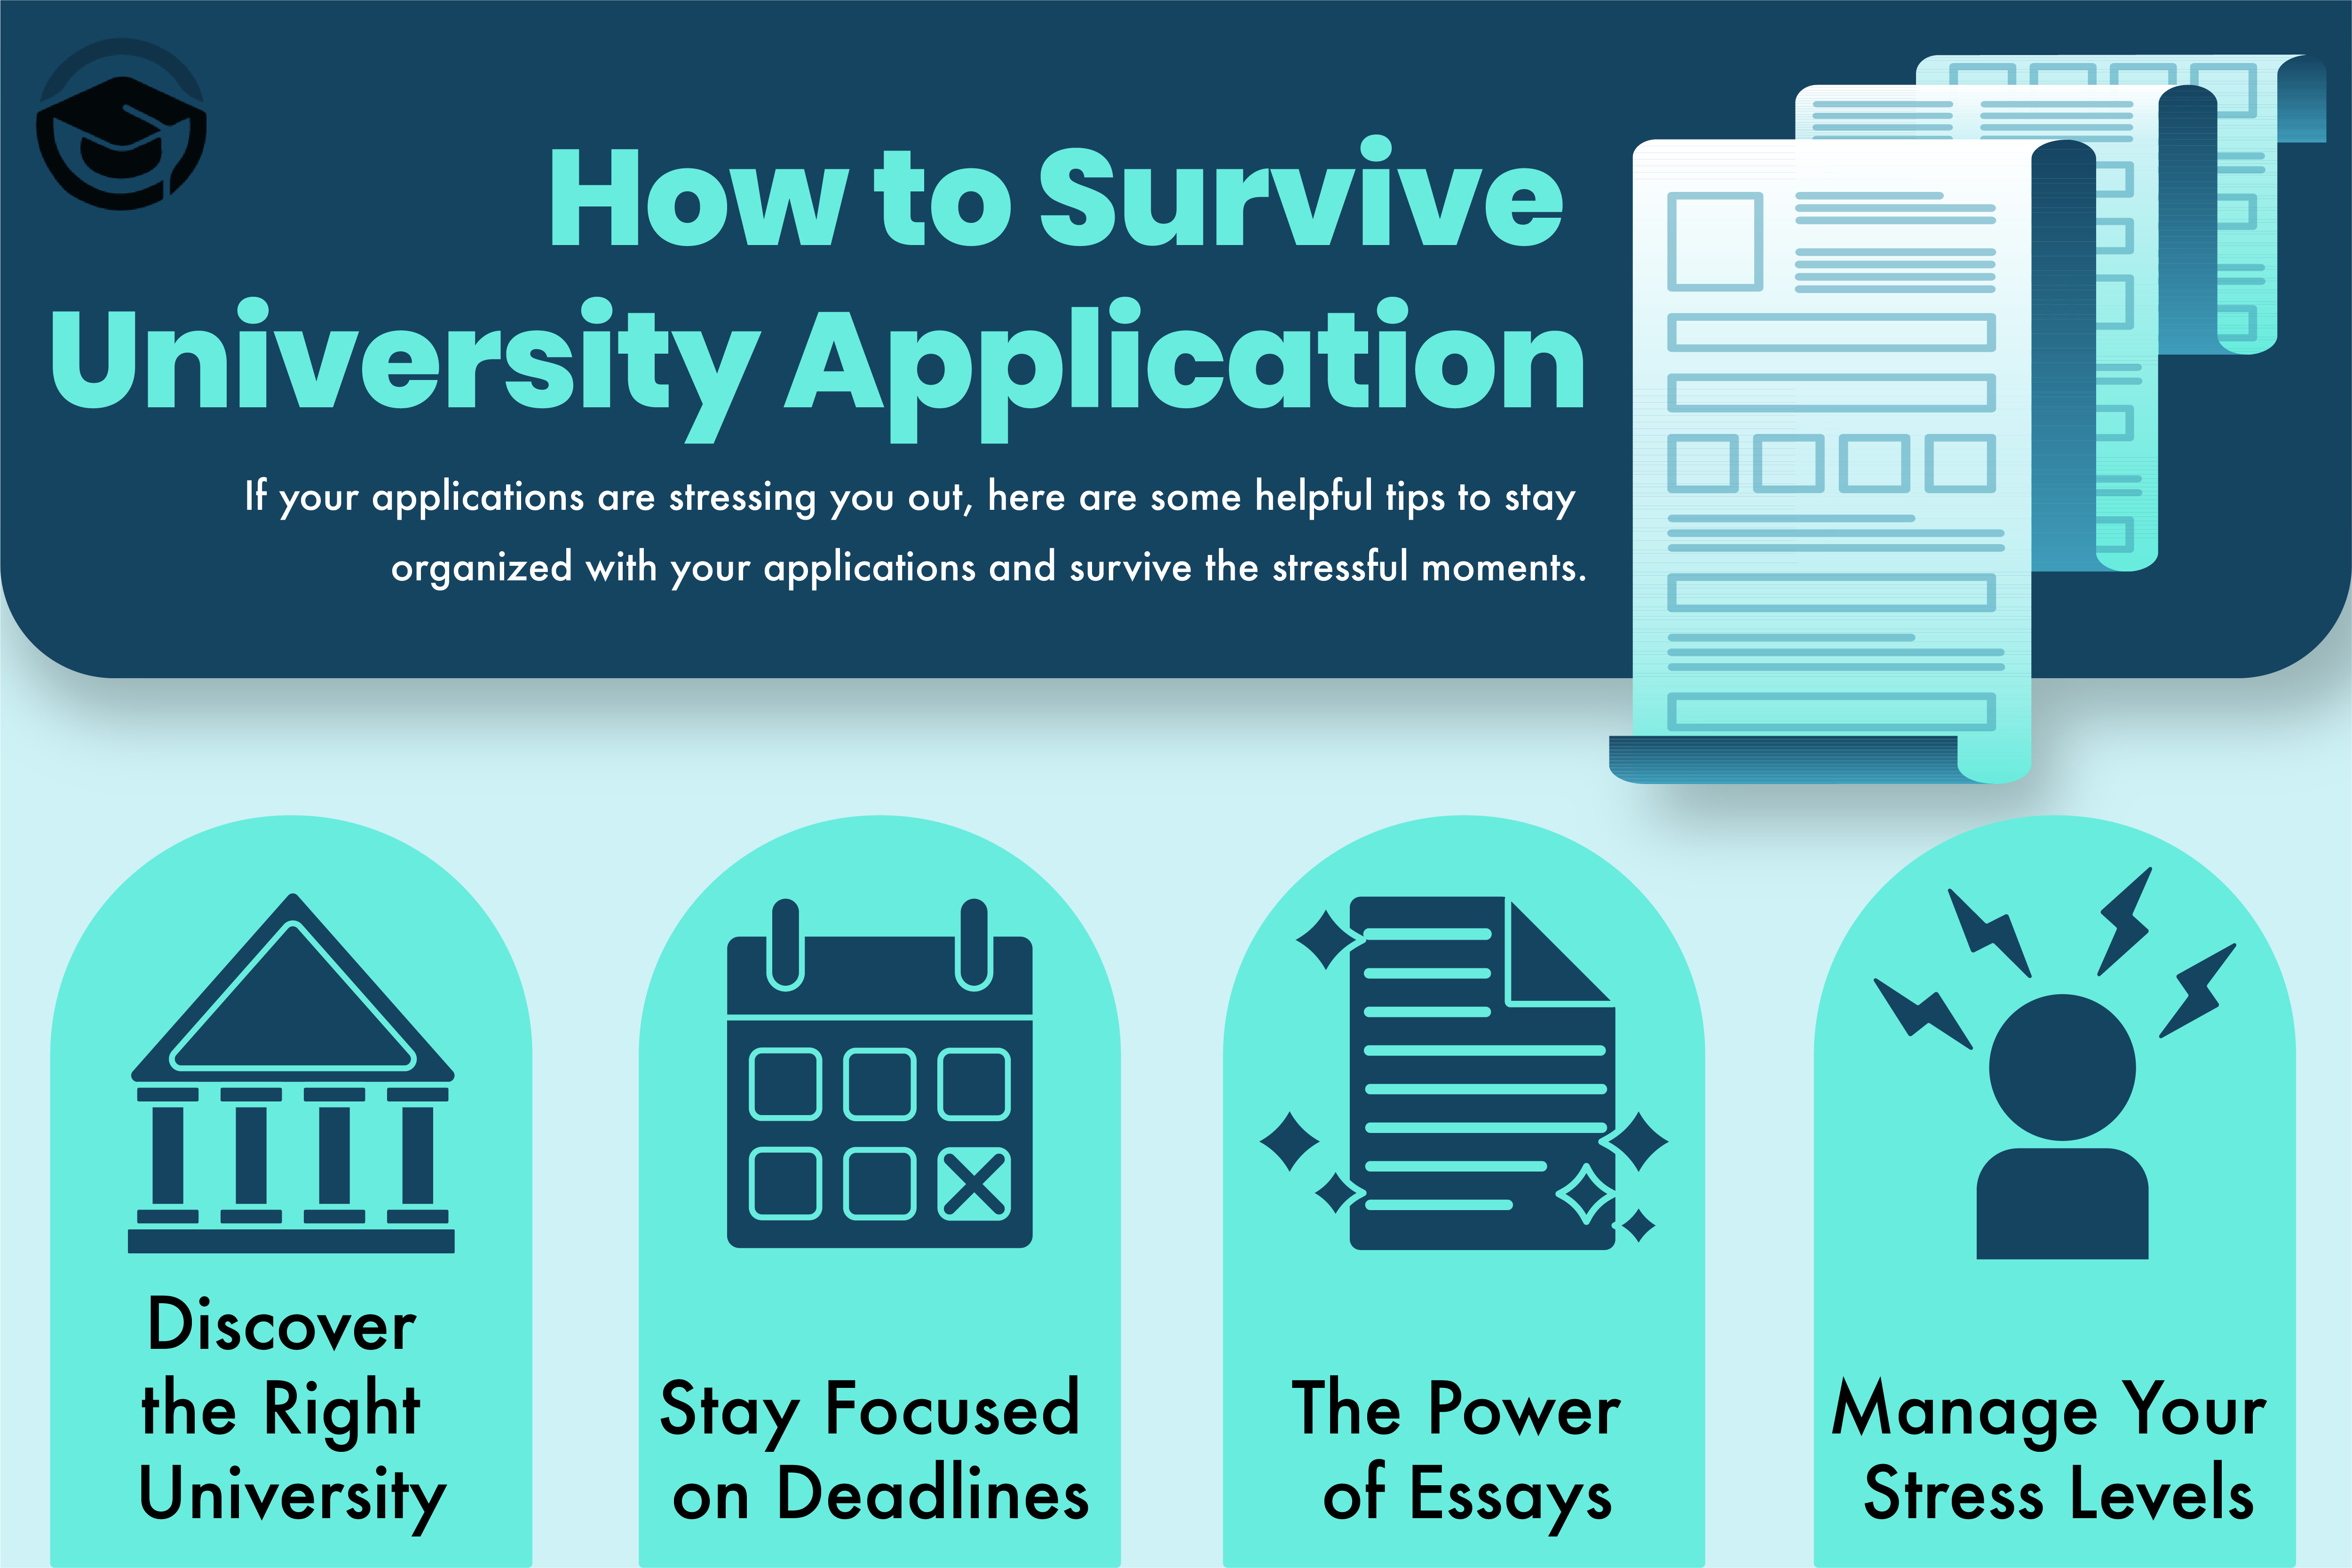 How to Survive
University Application
If your applications are stressing you out, here are some helpful tips to stay
organized with your applications and survive the stressful moments.
Discover
the Right
University
Stay Focused
on Deadlines
The Power
of Essays
Manage Your
Stress Levels